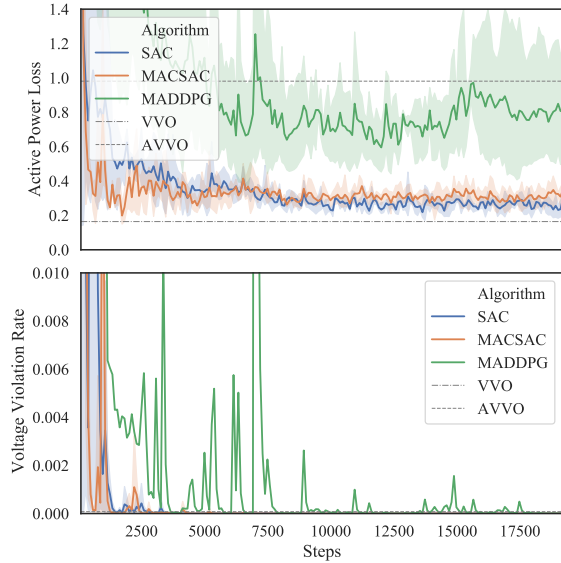 1.4
1.2
1.0
0.8
0.6
0.4
0.2
0.0
Active Power Loss
Algorithm
SAC
MACSAC
MADDPG
VVO
AVVO
0.010
0.008
0.006
0.004
0.002
0.000
Voltage Violation Rate
Algorithm
SAC
MACSAC
MADDPG
VVO
AVVO
2500 5000 7500 10000 12500 15000 17500
Steps